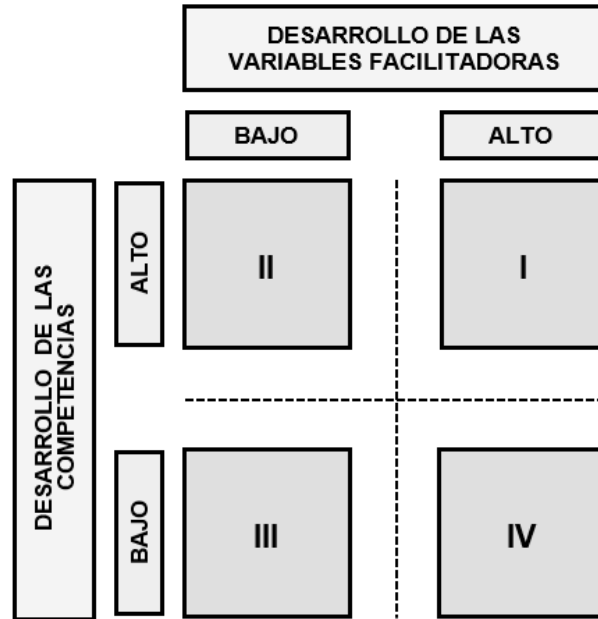 DESARROLLO DE LAS
VARIABLES FACILITADORAS
BAJO
ALTO
DESARROLLO DE LAS
COMPETENCIAS
ALTO
II
I
BAJO
III
IV